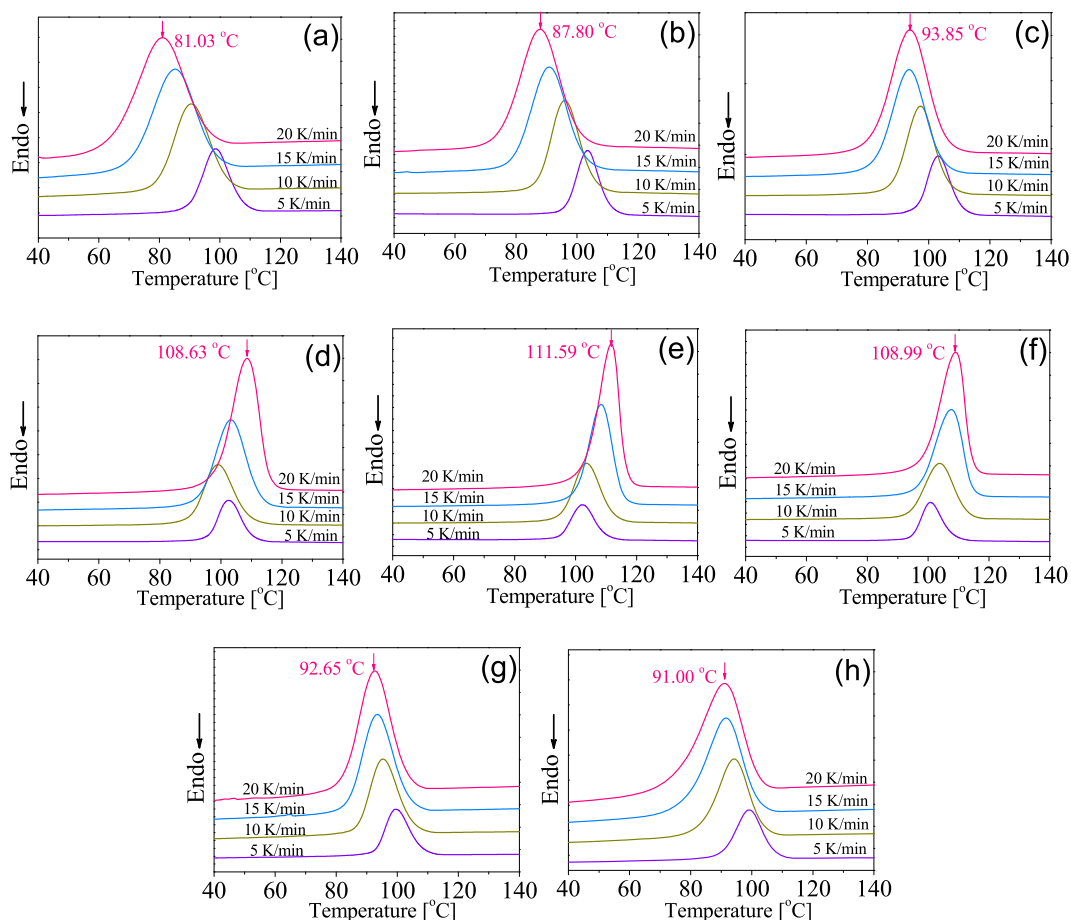 (a)
81.03 °C
20 K/min
15 K/min
10 K/min
5 K/min
Endo
40 60 80 100 120 140
Temperature [°C]
(b)
87.80 °C
20 K/min
15 K/min
10 K/min
5 K/min
Endo
40 60 80 100 120 140
Temperature [°C]
(c)
93.85 °C
20 K/min
15 K/min
10 K/min
5 K/min
Endo
40 60 80 100 120 140
Temperature [°C]
(d)
108.63 °C
20 K/min
15 K/min
10 K/min
5 K/min
Endo
40 60 80 100 120 140
Temperature [°C]
(e)
111.59 °C
20 K/min
15 K/min
10 K/min
5 K/min
Endo
40 60 80 100 120 140
Temperature [°C]
(f)
108.99 °C
20 K/min
15 K/min
10 K/min
5 K/min
Endo
40 60 80 100 120 140
Temperature [°C]
(g)
92.65 °C
20 K/min
15 K/min
10 K/min
5 K/min
Endo
40 60 80 100 120 140
Temperature [°C]
(h)
91.00 °C
20 K/min
15 K/min
10 K/min
5 K/min
Endo
40 60 80 100 120 140
Temperature [°C]